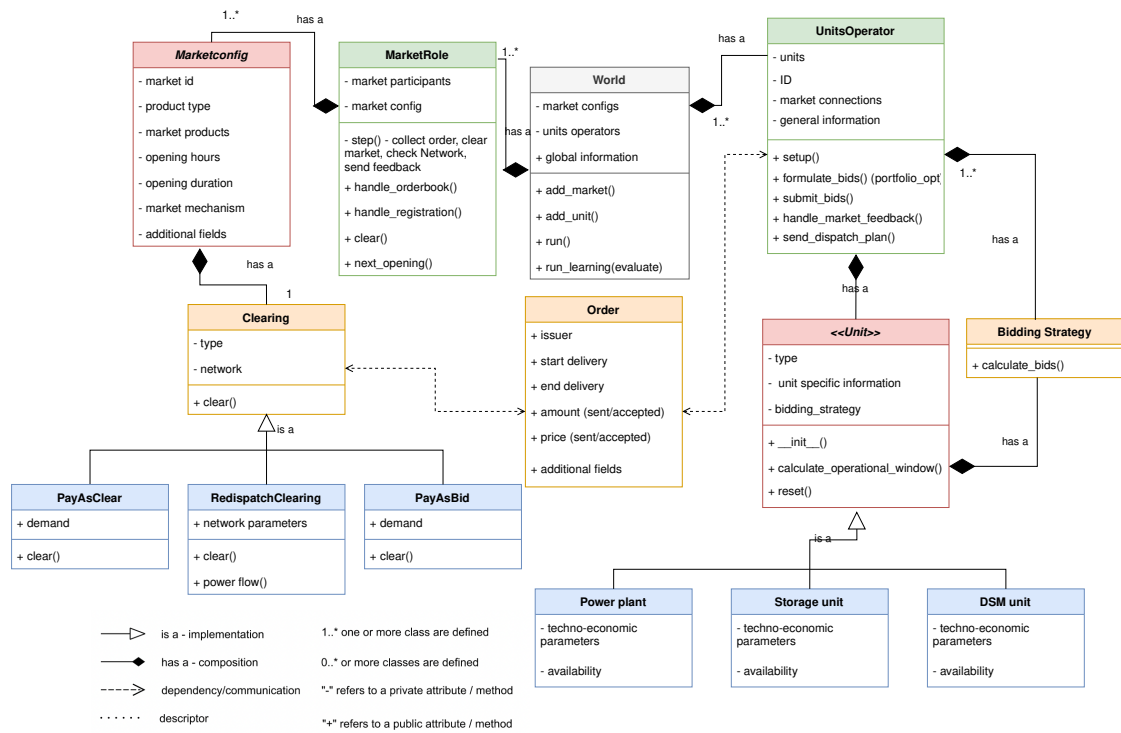 1..*
has a
Marketconfig
- market id
- product type
- market products
- opening hours
- opening duration
- market mechanism
- additional fields
MarketRole
- market participants
- market config
- step() - collect order, clear
market, check Network,
send feedback
+ handle_orderbook()
+ handle_registration()
+ clear()
+ next_opening()
1..*
has a
World
- market configs
- units operators
+ global information
+ add_market()
+ add_unit()
+ run()
+ run_learning(evaluate)
has a
1..*
UnitsOperator
- units
- ID
- market connections
- general information
+ setup()
+ formulate_bids() (portfolio_opt
+ submit_bids()
+ handle_market_feedback()
+ send_dispatch_plan()
1..*
has a
has a
has a
1
Clearing
- type
- network
+ clear()
Order
+ issuer
+ start delivery
+ end delivery
+ amount (sent/accepted)
+ price (sent/accepted)
+ additional fields
<<Unit>>
- type
- unit specific information
- bidding_strategy
+ __init__()
+ calculate_operational_window()
+ reset()
Bidding Strategy
+ calculate_bids()
has a
is a
PayAsClear
+ demand
+ clear()
RedispatchClearing
+ network parameters
+ clear()
+ power flow()
PayAsBid
+ demand
+ clear()
is a
Power plant
- techno-economic
parameters
- availability
Storage unit
- techno-economic
parameters
- availability
DSM unit
- techno-economic
parameters
- availability
is a - implementation
has a - composition
dependency/communication
descriptor
1..* one or more class are defined
0..* or more classes are defined
"-" refers to a private attribute / method
"+" refers to a public attribute / method